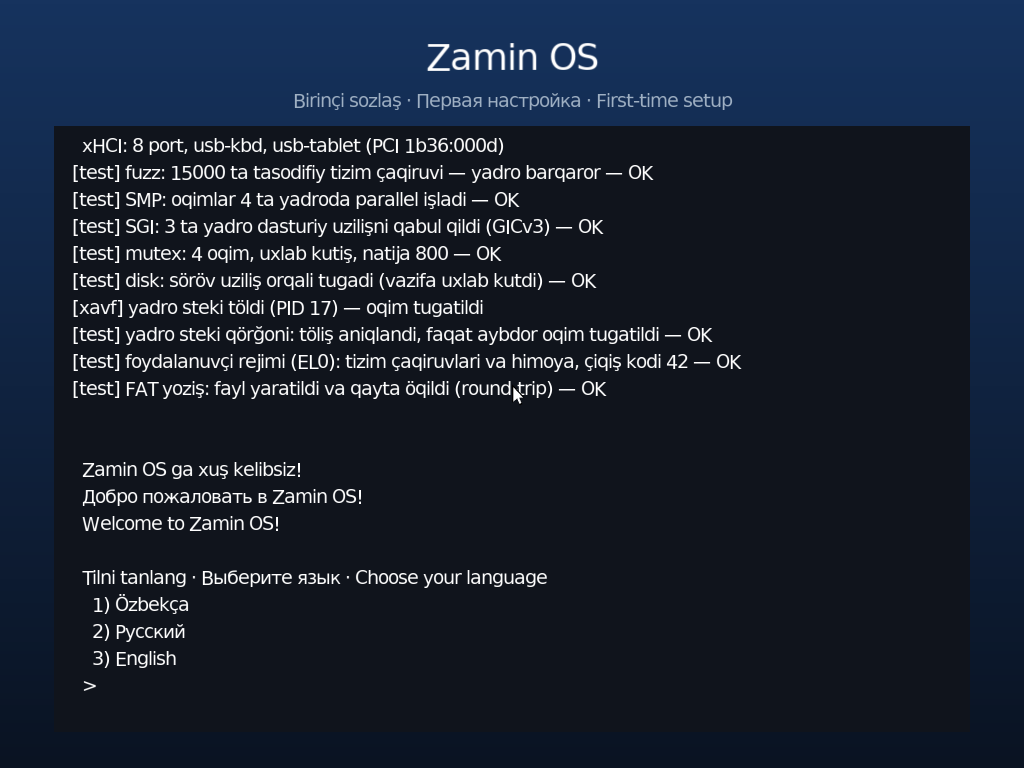 Zamin OS
Birinçi sozlaş · Первая настройка · First-time setup
xHCI: 8 port, usb-kbd, usb-tablet (PCI 1b36:000d)
[test] fuzz: 15000 ta tasodifiy tizim çaqiruvi — yadro barqaror — OK
[test] SMP: oqimlar 4 ta yadroda parallel işladi — OK
[test] SGI: 3 ta yadro dasturiy uzilişni qabul qildi (GICv3) — OK
[test] mutex: 4 oqim, uxlab kutiş, natija 800 — OK
[test] disk: söröv uziliş orqali tugadi (vazifa uxlab kutdi) — OK
[xavf] yadro steki töldi (PID 17) — oqim tugatildi
[test] yadro steki qörğoni: töliş aniqlandi, faqat aybdor oqim tugatildi — OK
[test] foydalanuvçi rejimi (EL0): tizim çaqiruvlari va himoya, çiqiş kodi 42 — OK
[test] FAT yoziş: fayl yaratildi va qayta öqildi (round trip) — OK
Zamin OS ga xuş kelibsiz!
Добро пожаловать в Zamin OS!
Welcome to Zamin OS!
Tilni tanlang · Выберите язык · Choose your language
1) Özbekça
2) Русский
3) English
>